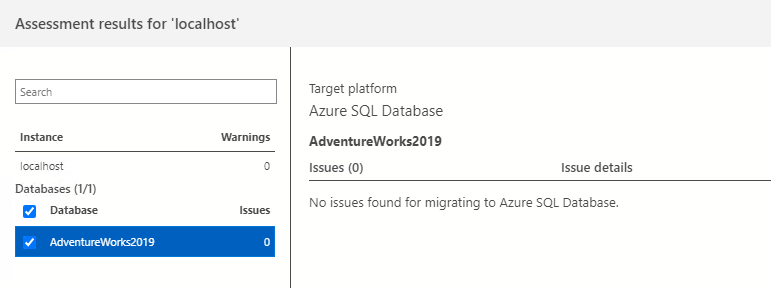 Assessment results for 'localhost'
Search
Instance Warnings
localhost 0
Databases (1/1)
Database Issues
AdventureWorks2019 0
Target platform
Azure SQL Database
AdventureWorks2019
Issues (0) Issue details
No issues found for migrating to Azure SQL Database.